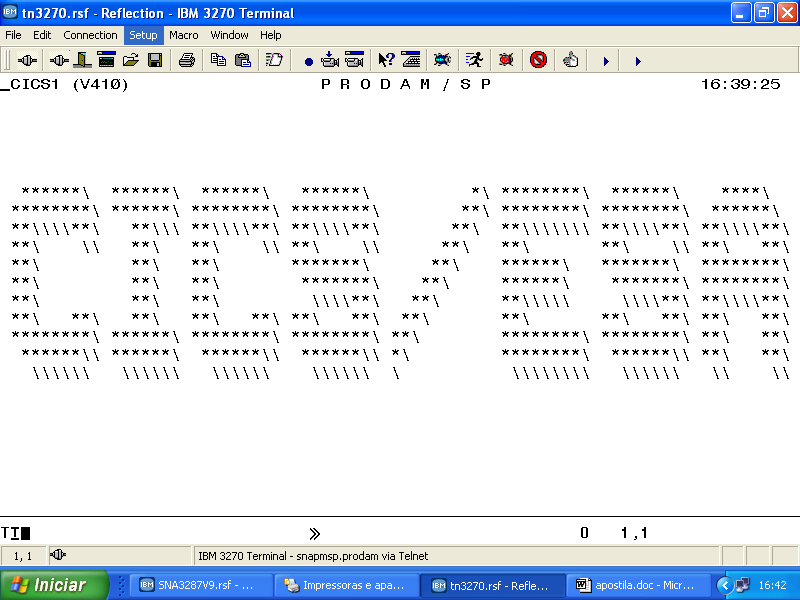 tn3270.rsf - Reflection - IBM 3270 Terminal
File Edit Connection Setup Macro Window Help
_CICS1 (V410) P R O D A M / S P 16:39:25
CICS/ESA
0 1,1
1, 1 IBM 3270 Terminal - snapmsp.prodam via Telnet
Iniciar SNA3287V9.rsf - ... Impressoras e apa... tn3270.rsf - Refle... apostila.doc - Micr... 16:42